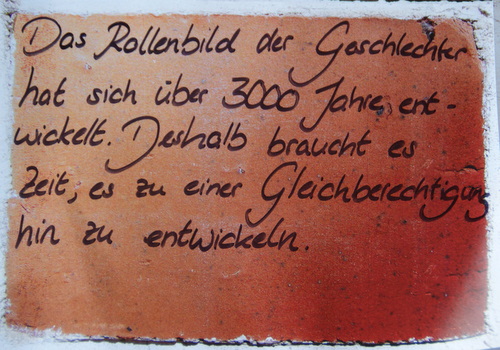 Das Rollenbild der Geschlechter
hat sich über 3000 Jahre ent-
wickelt. Deshalb braucht es
Zeit, es zu einer Gleichberechtigung
hin zu entwickeln.